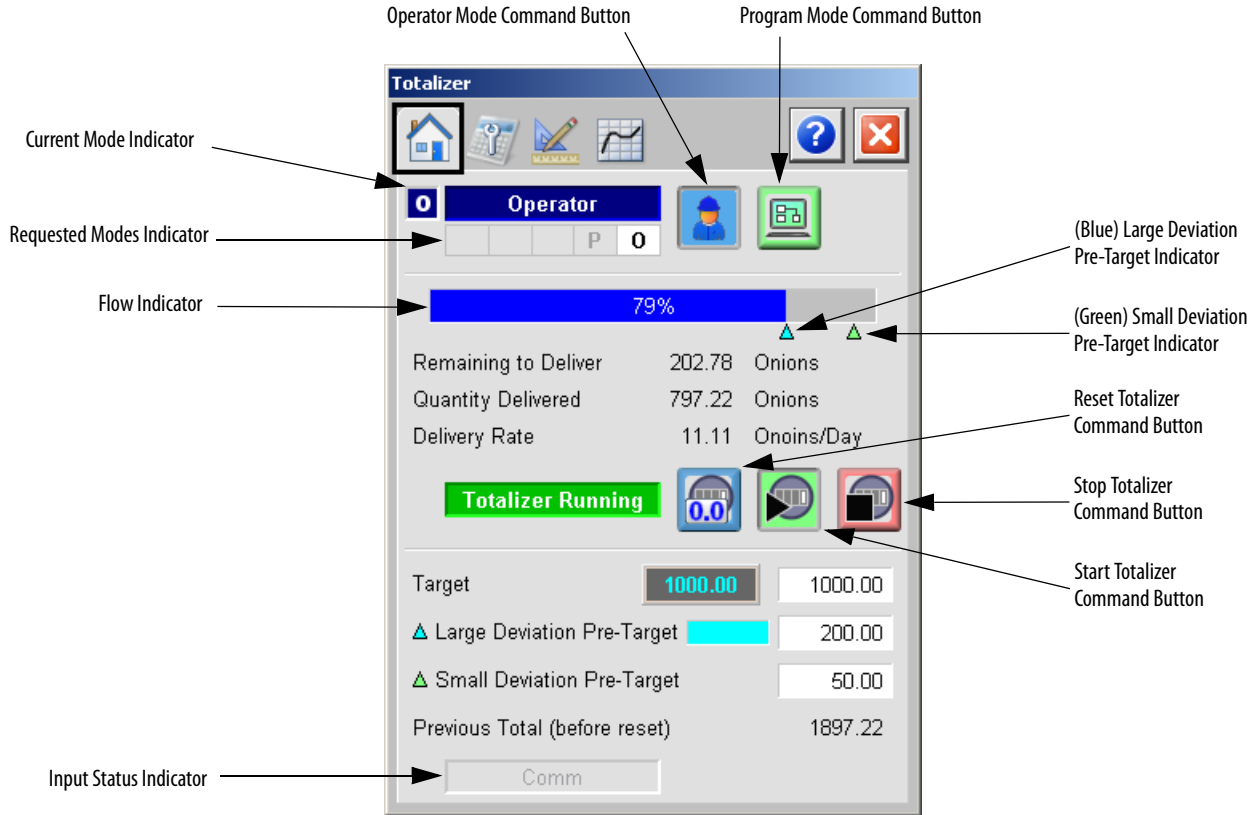 Operator Mode Command Button
Program Mode Command Button
Totalizer
?
Current Mode Indicator
O Operator
Requested Modes Indicator
P O
(Blue) Large Deviation
Pre-Target Indicator
Flow Indicator
79%
(Green) Small Deviation
Pre-Target Indicator
Remaining to Deliver 202.78 Onions
Quantity Delivered 797.22 Onions
Delivery Rate 11.11 Onoins/Day
Reset Totalizer
Command Button
Totalizer Running
0.0
Stop Totalizer
Command Button
Start Totalizer
Command Button
Target 1000.00 1000.00
Large Deviation Pre-Target 200.00
Small Deviation Pre-Target 50.00
Previous Total (before reset) 1897.22
Input Status Indicator
Comm